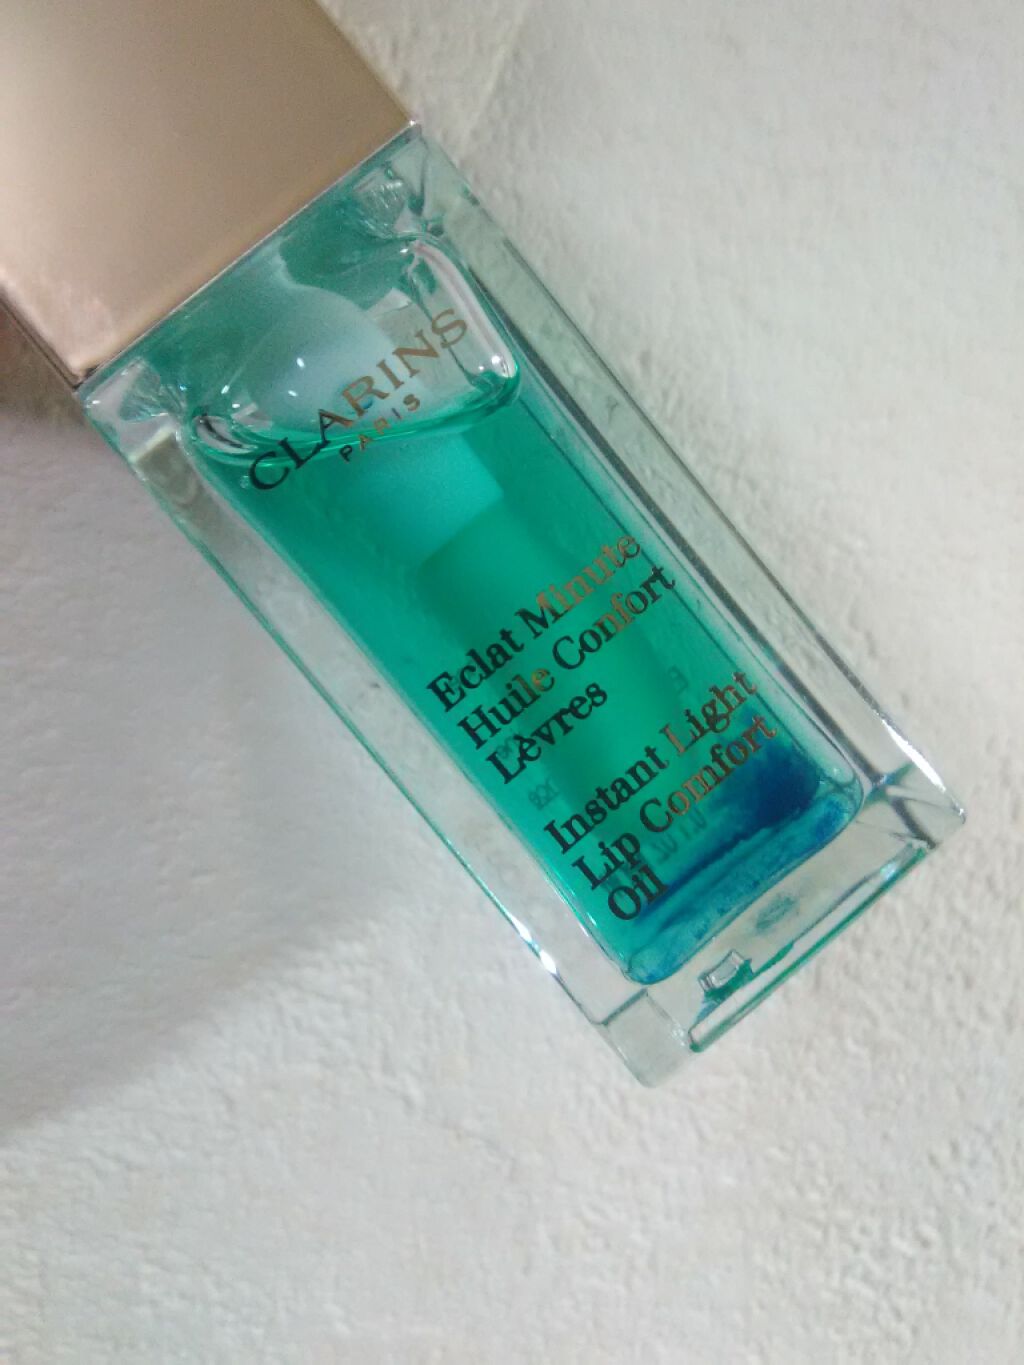 CLARINS
PARIS
Eclat Minute
Huile Confort
Lèvres
Instant Light
Lip Comfort
Oil